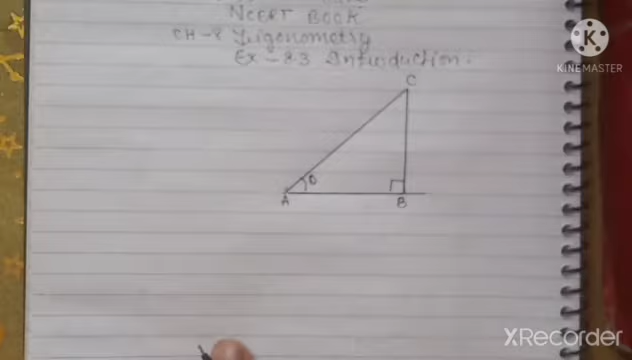 NCERT BOOK
CH-8 Trigonometry
Ex-8.3 Introduction.
KINEMASTER
C
θ
A
B
XRecorder